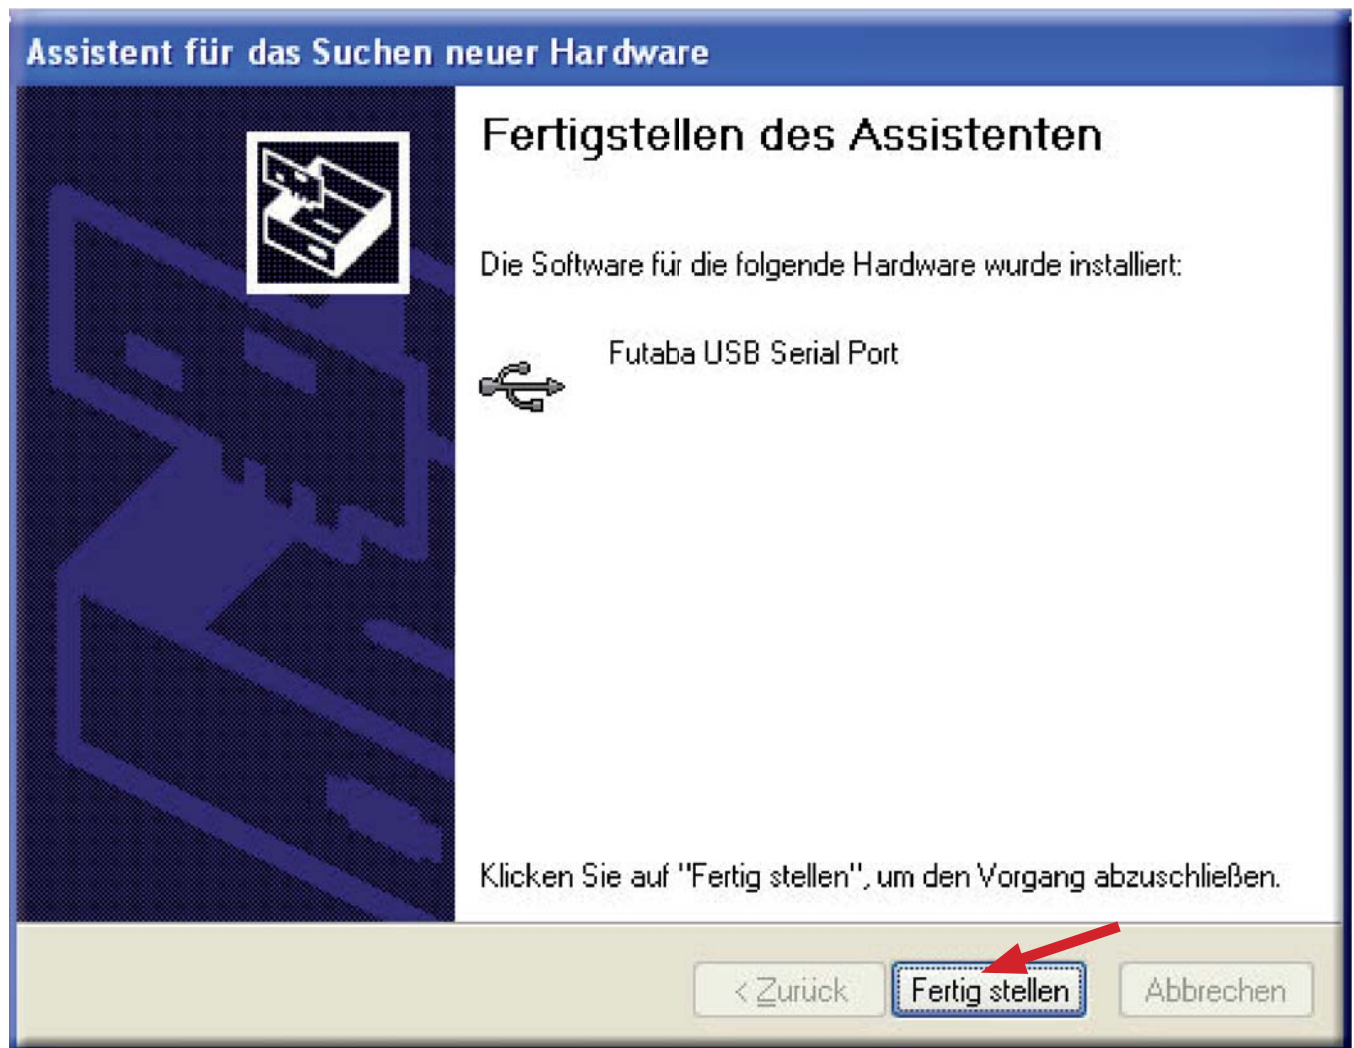 Assistent für das Suchen neuer Hardware
Fertigstellen des Assistenten
Die Software für die folgende Hardware wurde installiert:
Futaba USB Serial Port
Klicken Sie auf "Fertig stellen", um den Vorgang abzuschließen.
< Zurück
Fertig stellen
Abbrechen